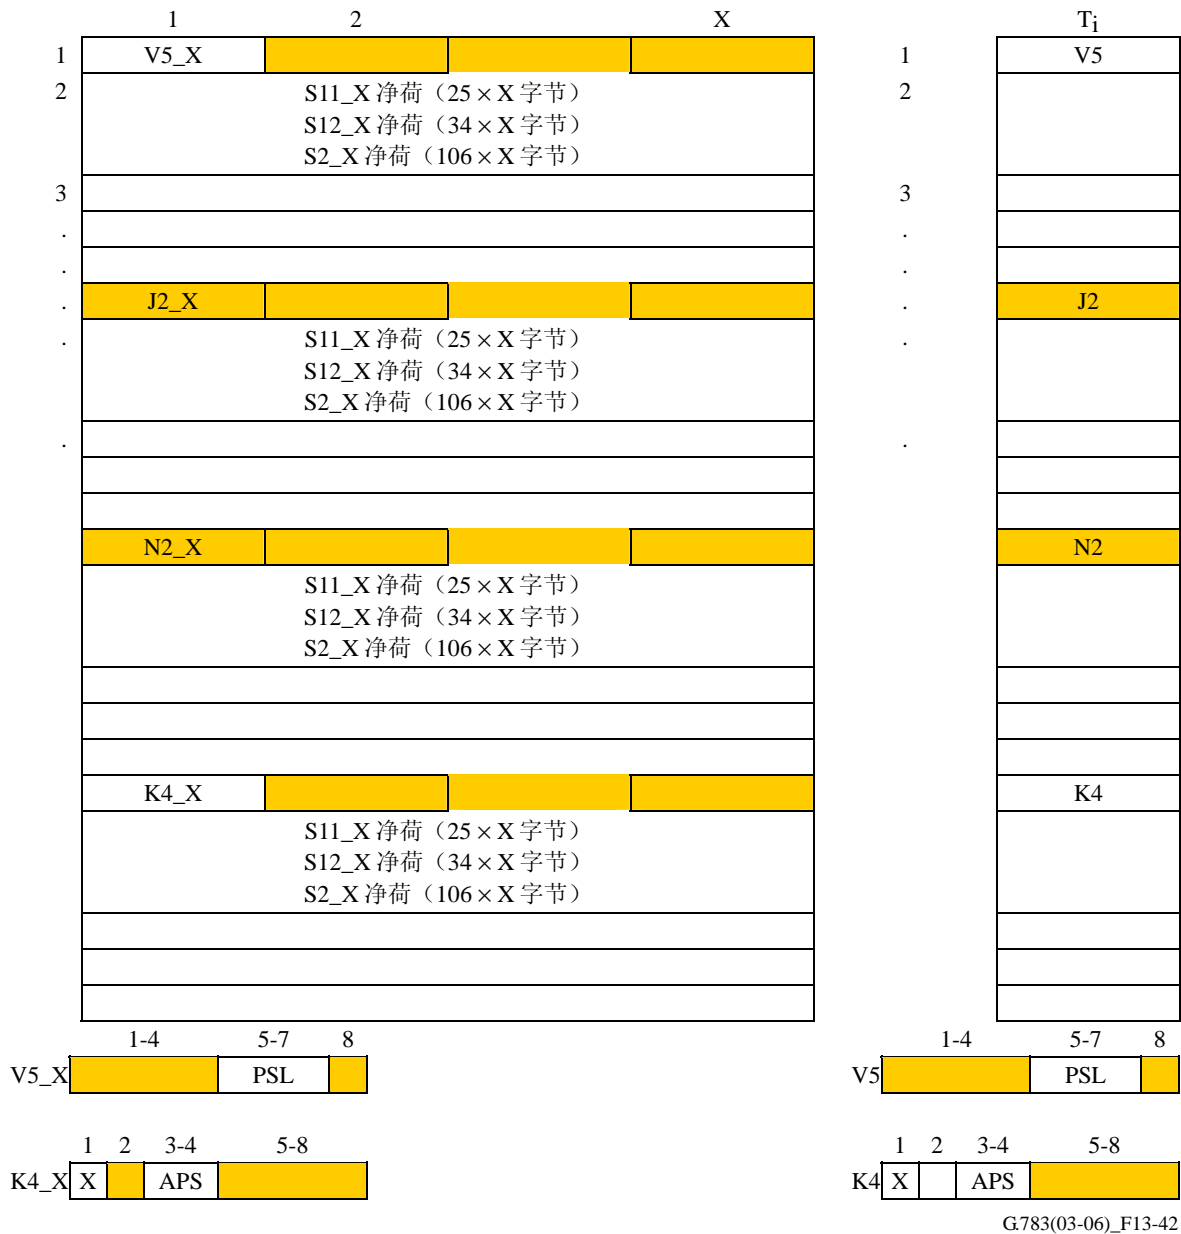 1 2 X Ti
1 V5_X 1 V5
2 S11_X 净荷（25 × X 字节） 2
S12_X 净荷（34 × X 字节）
S2_X 净荷（106 × X 字节）
3 3
. .
. .
. J2_X . J2
. S11_X 净荷（25 × X 字节） .
S12_X 净荷（34 × X 字节）
S2_X 净荷（106 × X 字节）
. .
N2_X N2
S11_X 净荷（25 × X 字节）
S12_X 净荷（34 × X 字节）
S2_X 净荷（106 × X 字节）
K4_X K4
S11_X 净荷（25 × X 字节）
S12_X 净荷（34 × X 字节）
S2_X 净荷（106 × X 字节）
1-4 5-7 8 1-4 5-7 8
V5_X PSL V5 PSL
1 2 3-4 5-8 1 2 3-4 5-8
K4_X X APS K4 X APS
G.783(03-06)_F13-42